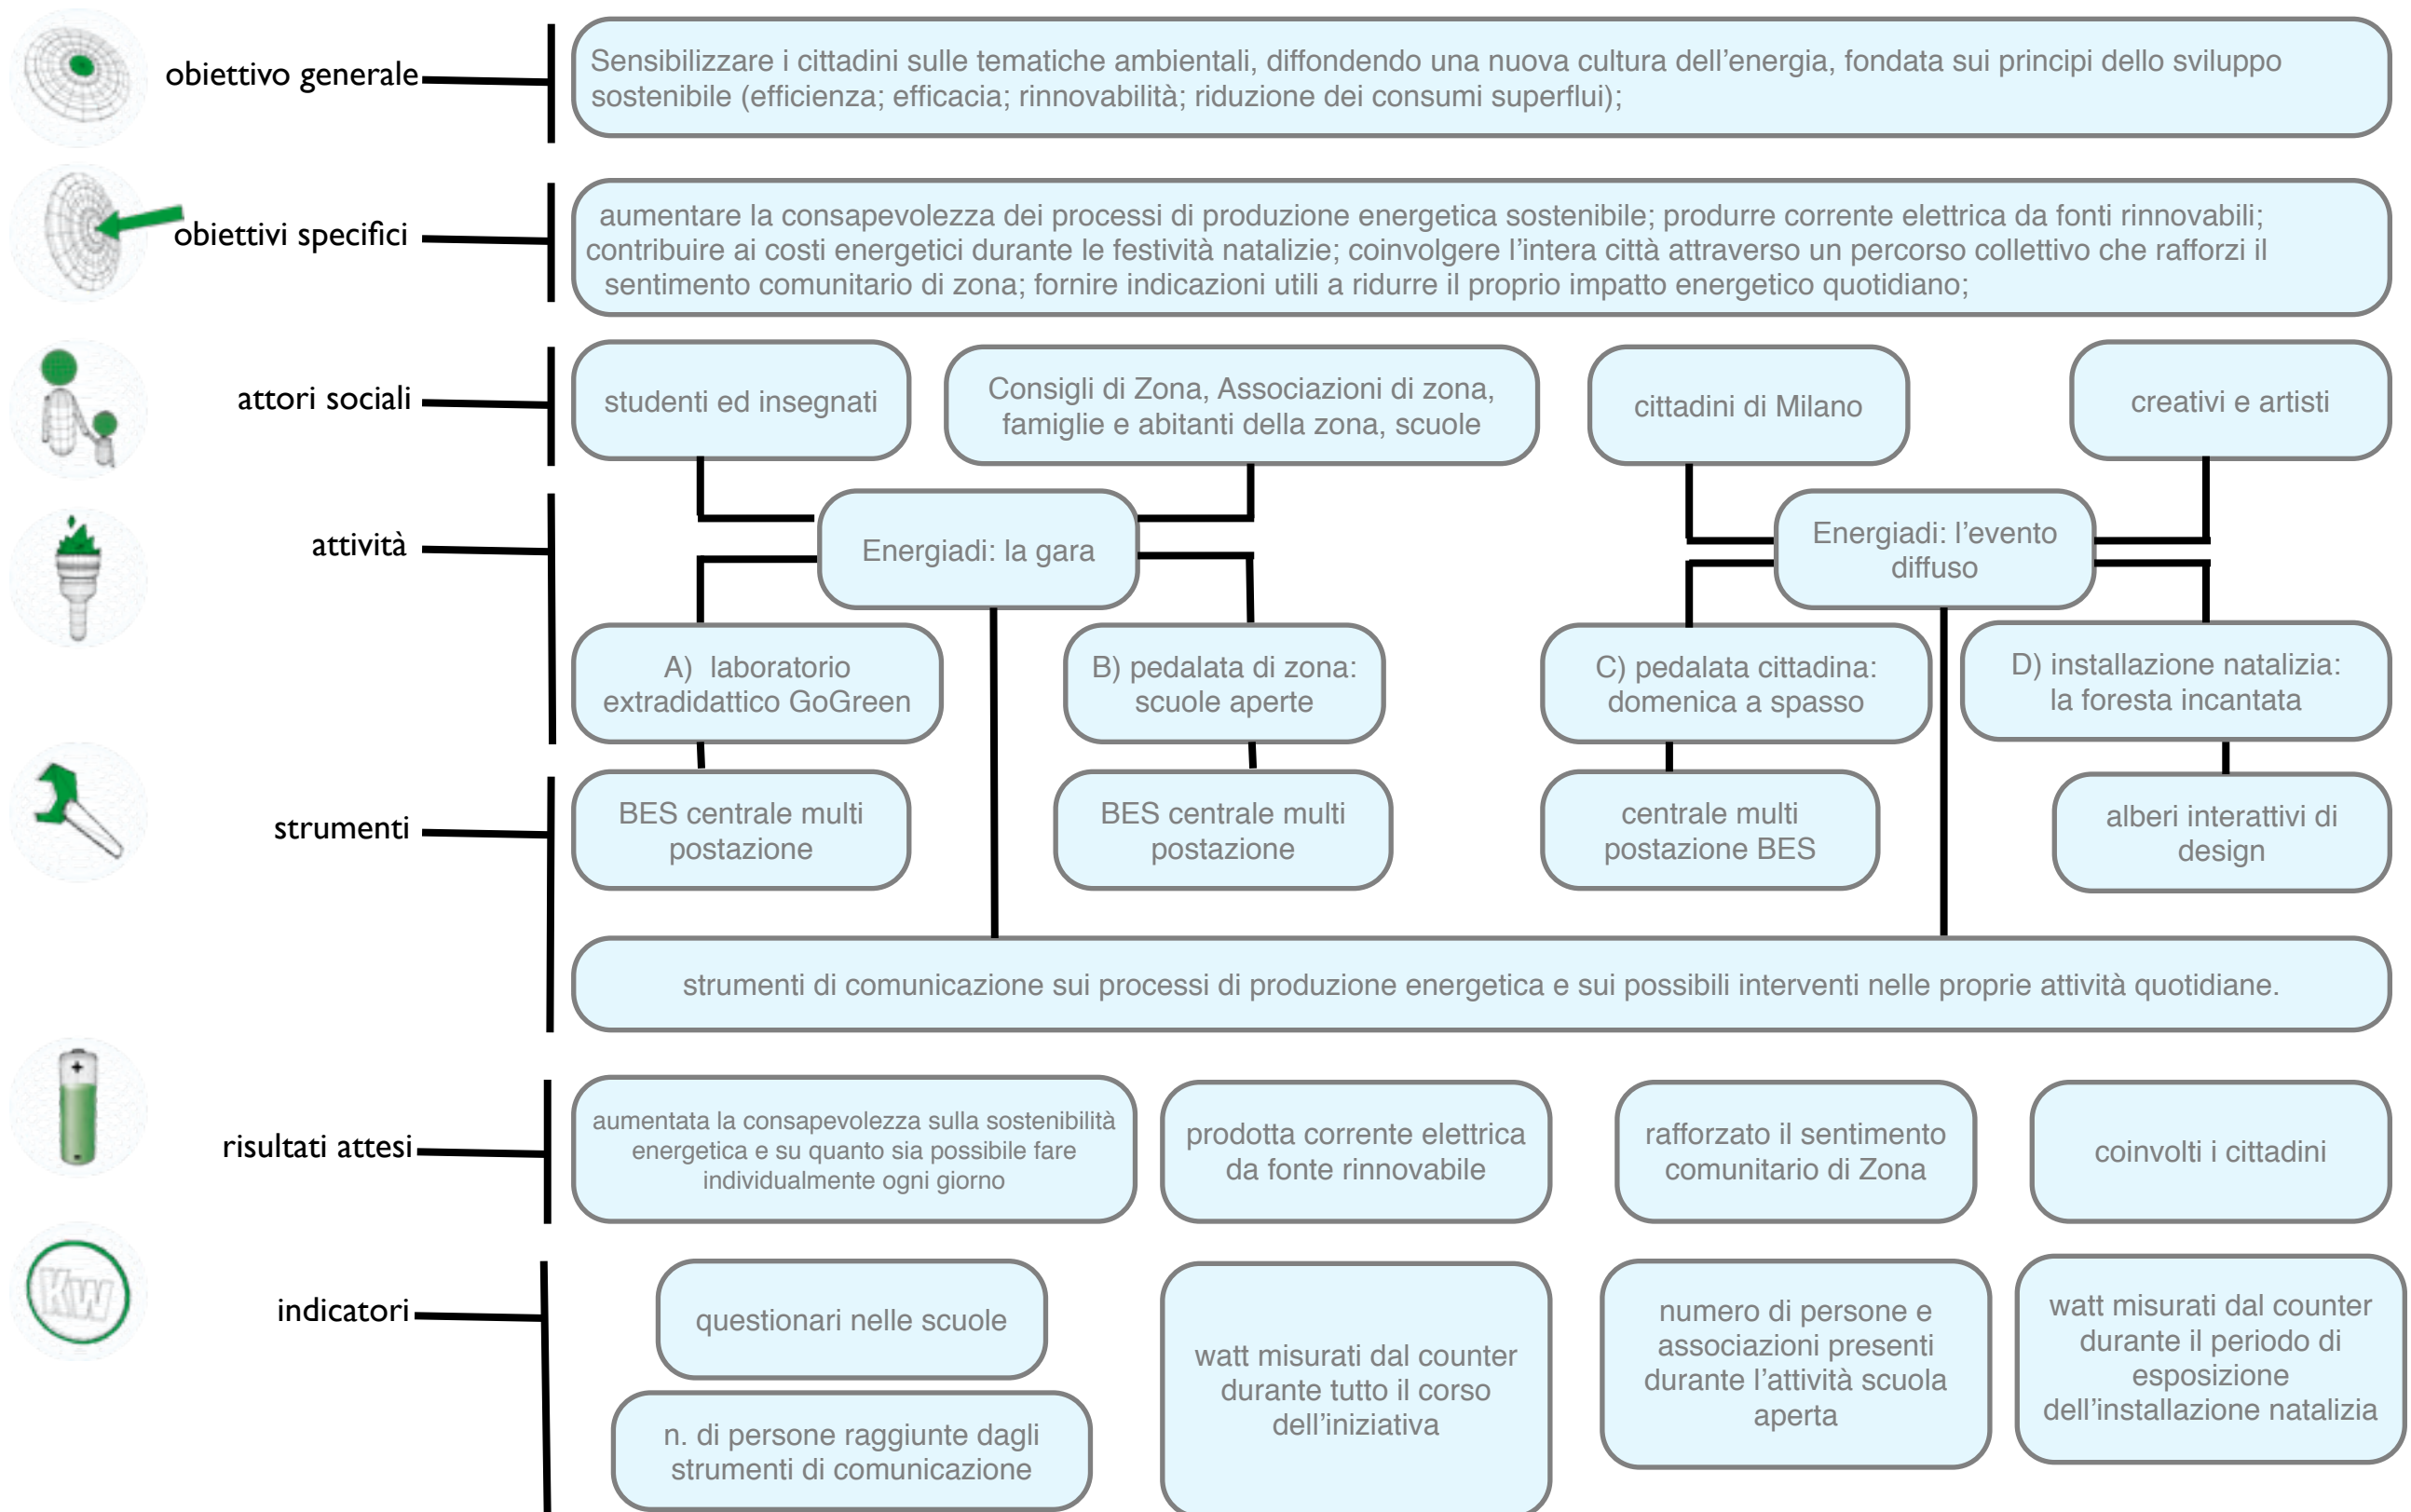 obiettivo generale
Sensibilizzare i cittadini sulle tematiche ambientali, diffondendo una nuova cultura dell’energia, fondata sui principi dello sviluppo
sostenibile (efficienza; efficacia; rinnovabilità; riduzione dei consumi superflui);
obiettivi specifici
aumentare la consapevolezza dei processi di produzione energetica sostenibile; produrre corrente elettrica da fonti rinnovabili;
contribuire ai costi energetici durante le festività natalizie; coinvolgere l’intera città attraverso un percorso collettivo che rafforzi il
sentimento comunitario di zona; fornire indicazioni utili a ridurre il proprio impatto energetico quotidiano;
attori sociali
studenti ed insegnati
Consigli di Zona, Associazioni di zona,
famiglie e abitanti della zona, scuole
cittadini di Milano
creativi e artisti
attività
Energiadi: la gara
Energiadi: l’evento
diffuso
A) laboratorio
extradidattico GoGreen
B) pedalata di zona:
scuole aperte
C) pedalata cittadina:
domenica a spasso
D) installazione natalizia:
la foresta incantata
strumenti
BES centrale multi
postazione
BES centrale multi
postazione
centrale multi
postazione BES
alberi interattivi di
design
strumenti di comunicazione sui processi di produzione energetica e sui possibili interventi nelle proprie attività quotidiane.
risultati attesi
aumentata la consapevolezza sulla sostenibilità
energetica e su quanto sia possibile fare
individualmente ogni giorno
prodotta corrente elettrica
da fonte rinnovabile
rafforzato il sentimento
comunitario di Zona
coinvolti i cittadini
KW
indicatori
questionari nelle scuole
n. di persone raggiunte dagli
strumenti di comunicazione
watt misurati dal counter
durante tutto il corso
dell’iniziativa
numero di persone e
associazioni presenti
durante l’attività scuola
aperta
watt misurati dal counter
durante il periodo di
esposizione
dell’installazione natalizia